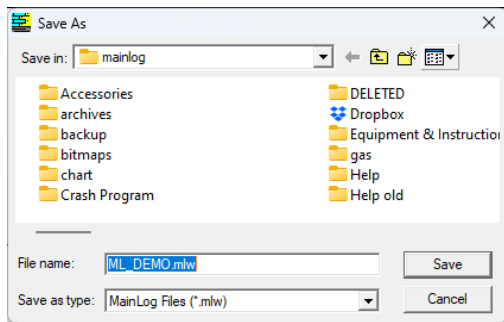 Save As
Save in: mainlog
Accessories
archives
backup
bitmaps
chart
Crash Program
DELETED
Dropbox
Equipment & Instruction
gas
Help
Help old
File name: ML_DEMO.mlw Save
Save as type: MainLog Files (*.mlw) Cancel